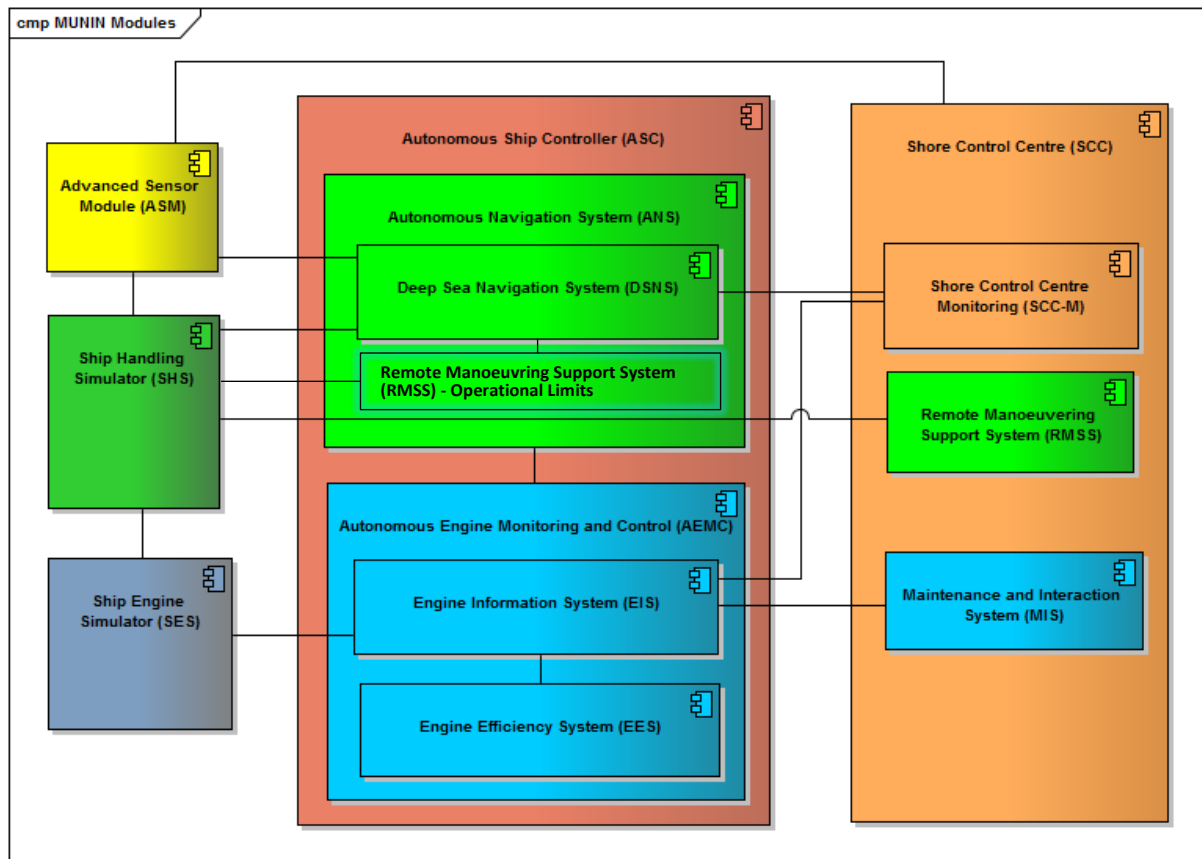 cmp MUNIN Modules
Autonomous Ship Controller (ASC)
Shore Control Centre (SCC)
Advanced Sensor
Module (ASM)
Autonomous Navigation System (ANS)
Deep Sea Navigation System (DSNS)
Shore Control Centre
Monitoring (SCC-M)
Ship Handling
Simulator (SHS)
Remote Manoeuvring Support System
(RMSS) - Operational Limits
Remote Manoeuvering
Support System (RMSS)
Autonomous Engine Monitoring and Control (AEMC)
Engine Information System (EIS)
Maintenance and Interaction
System (MIS)
Ship Engine
Simulator (SES)
Engine Efficiency System (EES)